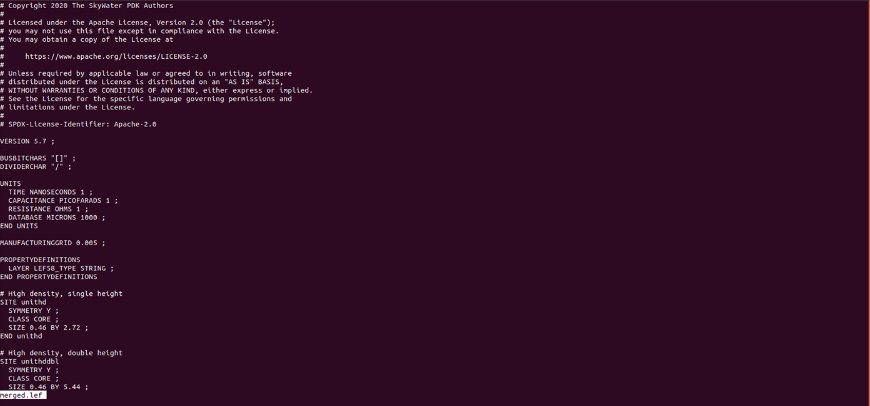 # Copyright 2020 The SkyWater PDK Authors
#
# Licensed under the Apache License, Version 2.0 (the "License");
# you may not use this file except in compliance with the License.
# You may obtain a copy of the License at
#
#     https://www.apache.org/licenses/LICENSE-2.0
#
# Unless required by applicable law or agreed to in writing, software
# distributed under the License is distributed on an "AS IS" BASIS,
# WITHOUT WARRANTIES OR CONDITIONS OF ANY KIND, either express or implied.
# See the License for the specific language governing permissions and
# limitations under the License.
#
# SPDX-License-Identifier: Apache-2.0

VERSION 5.7 ;

BUSBITCHARS "[]" ;
DIVIDERCHAR "/" ;

UNITS
  TIME NANOSECONDS 1 ;
  CAPACITANCE PICOFARADS 1 ;
  RESISTANCE OHMS 1 ;
  DATABASE MICRONS 1000 ;
END UNITS

MANUFACTURINGGRID 0.005 ;

PROPERTYDEFINITIONS
  LAYER LEF58_TYPE STRING ;
END PROPERTYDEFINITIONS

# High density, single height
SITE unithd
  SYMMETRY Y ;
  CLASS CORE ;
  SIZE 0.46 BY 2.72 ;
END unithd

# High density, double height
SITE unithddbl
  SYMMETRY Y ;
  CLASS CORE ;
  SIZE 0.46 BY 5.44 ;
merged.lef